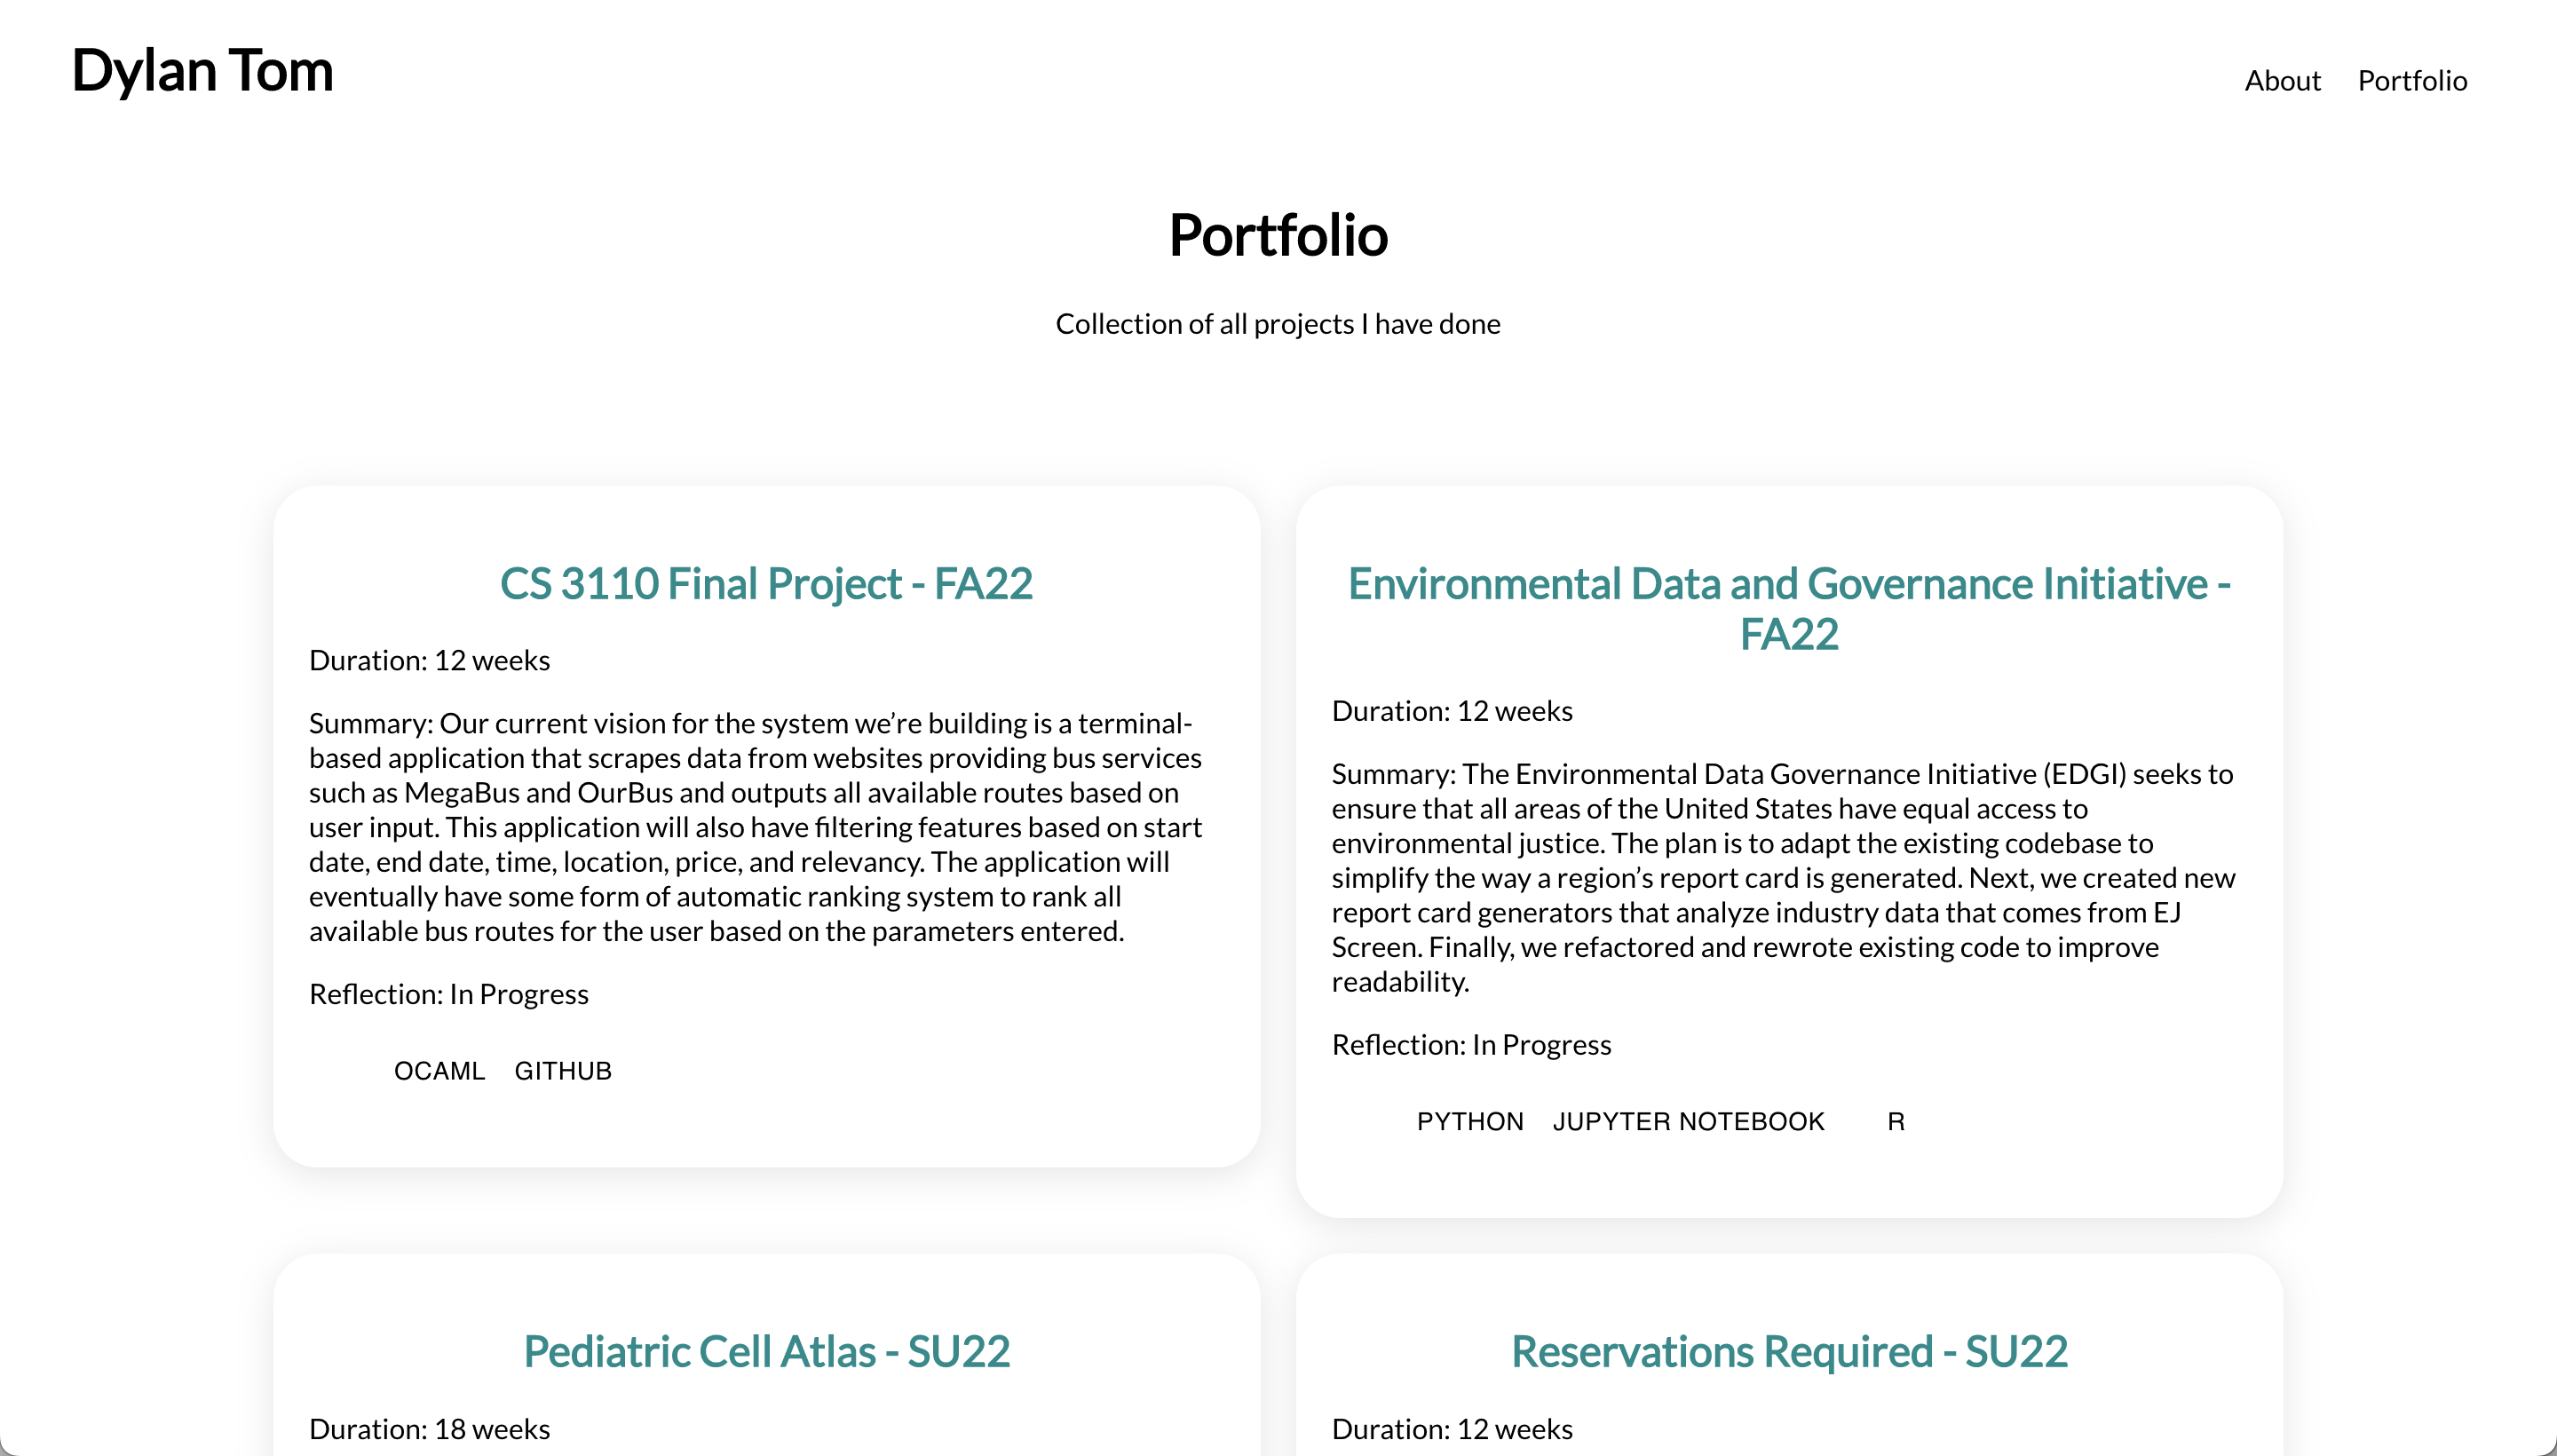 Dylan Tom
About Portfolio
Portfolio
Collection of all projects I have done
CS 3110 Final Project - FA22
Duration: 12 weeks
Summary: Our current vision for the system we’re building is a terminal-
based application that scrapes data from websites providing bus services
such as MegaBus and OurBus and outputs all available routes based on
user input. This application will also have filtering features based on start
date, end date, time, location, price, and relevancy. The application will
eventually have some form of automatic ranking system to rank all
available bus routes for the user based on the parameters entered.
Reflection: In Progress
OCAML GITHUB
Environmental Data and Governance Initiative -
FA22
Duration: 12 weeks
Summary: The Environmental Data Governance Initiative (EDGI) seeks to
ensure that all areas of the United States have equal access to
environmental justice. The plan is to adapt the existing codebase to
simplify the way a region’s report card is generated. Next, we created new
report card generators that analyze industry data that comes from EJ
Screen. Finally, we refactored and rewrote existing code to improve
readability.
Reflection: In Progress
PYTHON JUPYTER NOTEBOOK R
Pediatric Cell Atlas - SU22
Duration: 18 weeks
Reservations Required - SU22
Duration: 12 weeks